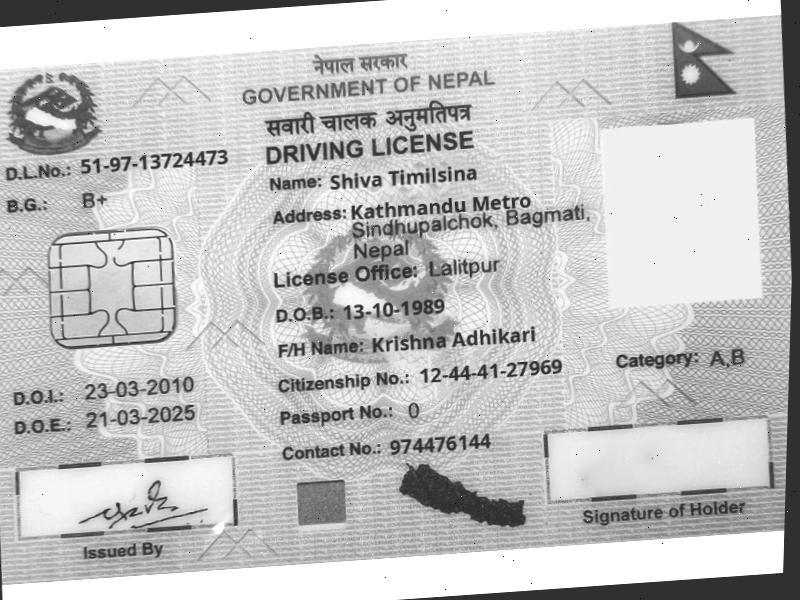 नेपाल सरकार
GOVERNMENT OF NEPAL
सवारी चालक अनुमतिपत्र
DRIVING LICENSE
D.L.No.: 51-97-13724473
B.G.: B+
Name: Shiva Timilsina
Address: Kathmandu Metro
Sindhupalchok, Bagmati,
Nepal
License Office: Lalitpur
D.O.B.: 13-10-1989
F/H Name: Krishna Adhikari
Citizenship No.: 12-44-41-27969
Category: A,B
D.O.I.: 23-03-2010
D.O.E.: 21-03-2025
Passport No.: 0
Contact No.: 974476144
Issued By
Signature of Holder